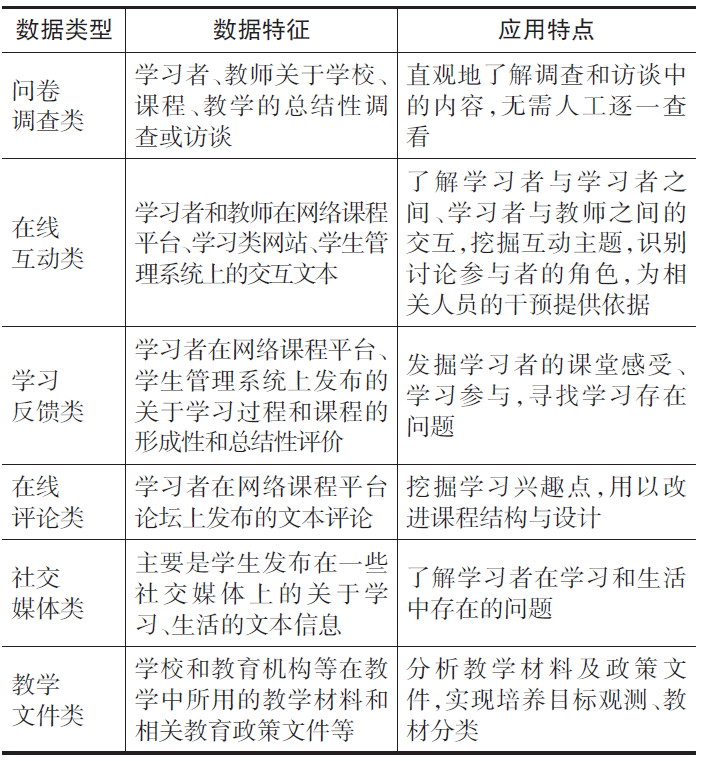 数据类型 数据特征 应用特点
问卷
调查类
学习者、教师关于学校、
课程、教学的总结性调
查或访谈
直观地了解调查和访谈中
的内容,无需人工逐一查
看
在线
互动类
学习者和教师在网络课程
平台、学习类网站、学生管
理系统上的交互文本
了解学习者与学习者之
间、学习者与教师之间的
交互,挖掘互动主题,识别
讨论参与者的角色,为相
关人员的干预提供依据
学习
反馈类
学习者在网络课程平台、
学生管理系统上发布的
关于学习过程和课程的
形成性和总结性评价
发掘学习者的课堂感受、
学习参与,寻找学习存在
问题
在线
评论类
学习者在网络课程平台
论坛上发布的文本评论
挖掘学习兴趣点,用以改
进课程结构与设计
社交
媒体类
主要是学生发布在一些
社交媒体上的关于学
习、生活的文本信息
了解学习者在学习和生活
中存在的问题
教学
文件类
学校和教育机构等在教
学中所用的教学材料和
相关教育政策文件等
分析教学材料及政策文
件,实现培养目标观测、教
材分类